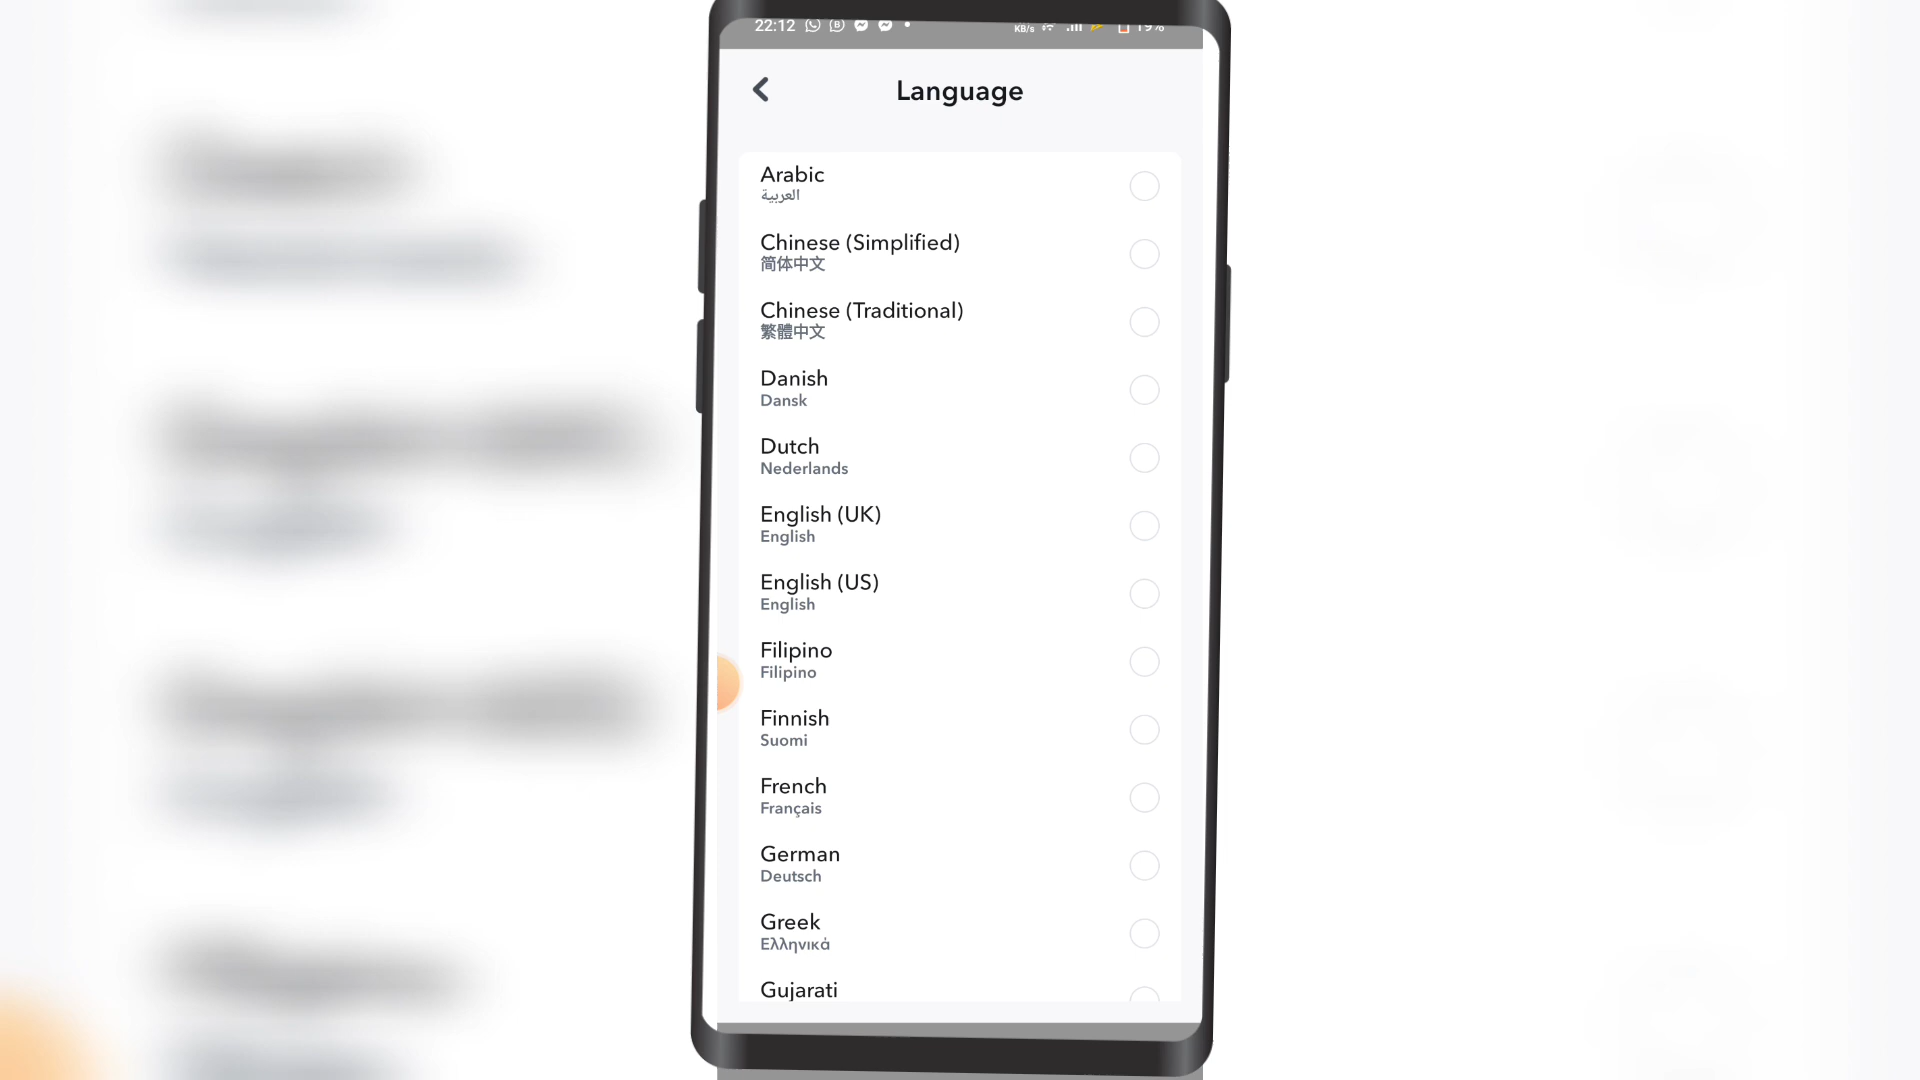 22:12 KB/s 19%
Language
Arabic
العربية
Chinese (Simplified)
简体中文
Chinese (Traditional)
繁體中文
Danish
Dansk
Dutch
Nederlands
English (UK)
English
English (US)
English
Filipino
Filipino
Finnish
Suomi
French
Français
German
Deutsch
Greek
Ελληνικά
Gujarati